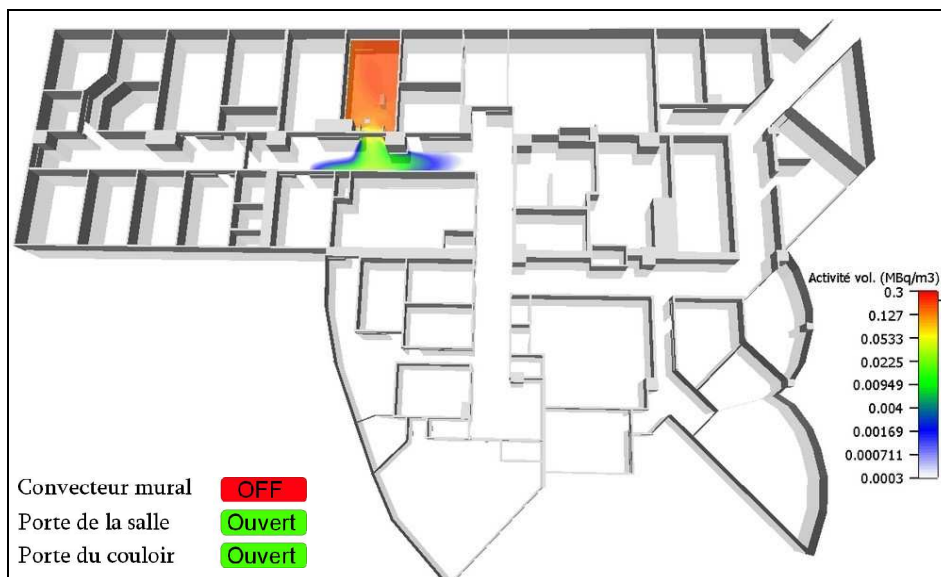 Activité vol. (MBq/m3)
0.3
0.127
0.0533
0.0225
0.00949
0.004
0.00169
0.000711
0.0003
Convecteur mural OFF
Porte de la salle Ouvert
Porte du couloir Ouvert